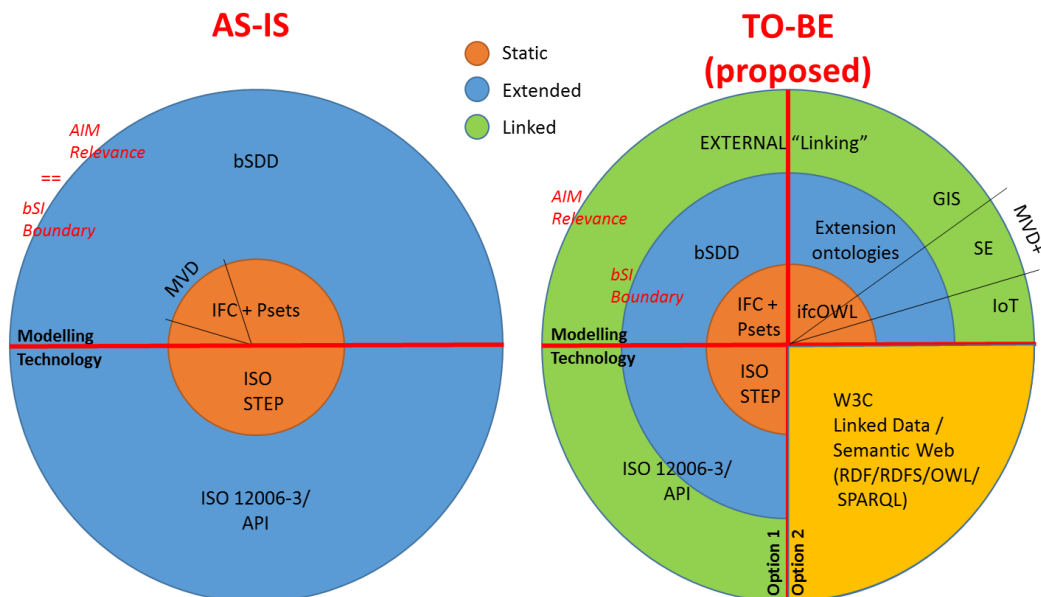 AS-IS
TO-BE
(proposed)
Static
Extended
Linked
AIM
Relevance
==
bSI
Boundary
bSDD
MVD
IFC + Psets
Modelling
Technology
ISO
STEP
ISO 12006-3/
API
EXTERNAL “Linking”
AIM
Relevance
bSI
Boundary
bSDD
Extension
ontologies
GIS
SE
IoT
MVD+
IFC +
Psets
ifcOWL
Modelling
Technology
ISO
STEP
ISO 12006-3/
API
W3C
Linked Data /
Semantic Web
(RDF/RDFS/OWL/
SPARQL)
Option 1
Option 2